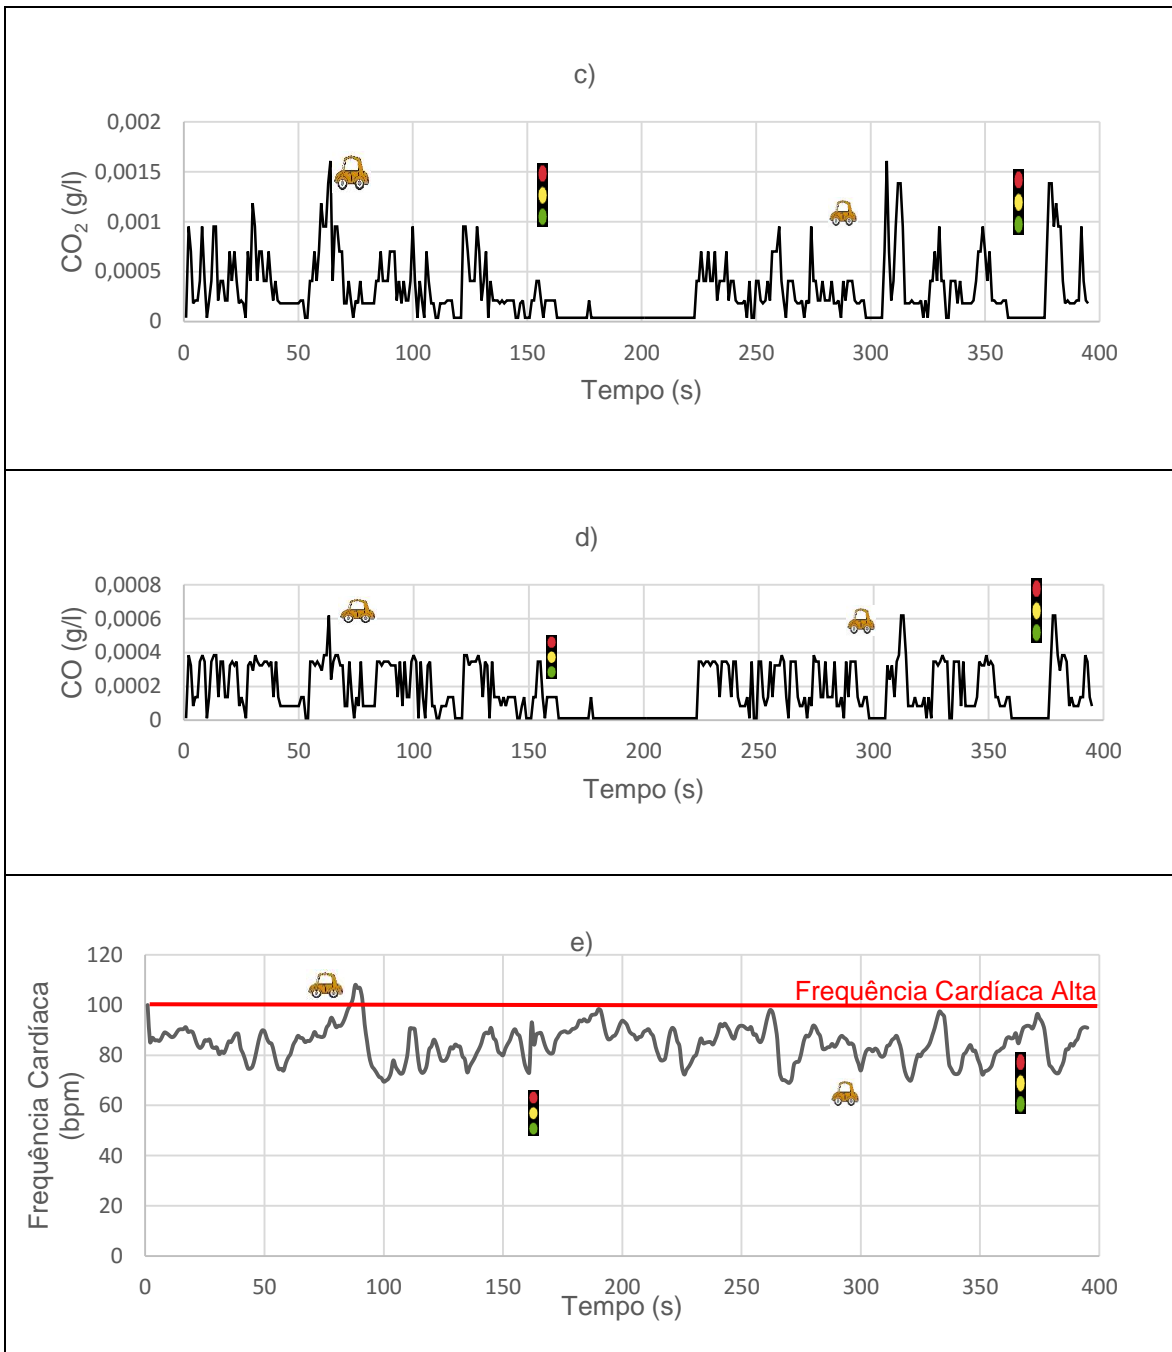 c)
0,002
0,0015
0,001
0,0005
0
CO₂ (g/l)
0 50 100 150 200 250 300 350 400
Tempo (s)
d)
0,0008
0,0006
0,0004
0,0002
0
CO (g/l)
0 50 100 150 200 250 300 350 400
Tempo (s)
e)
120
100
80
60
40
20
0
Frequência Cardíaca
(bpm)
Frequência Cardíaca Alta
0 50 100 150 200 250 300 350 400
Tempo (s)